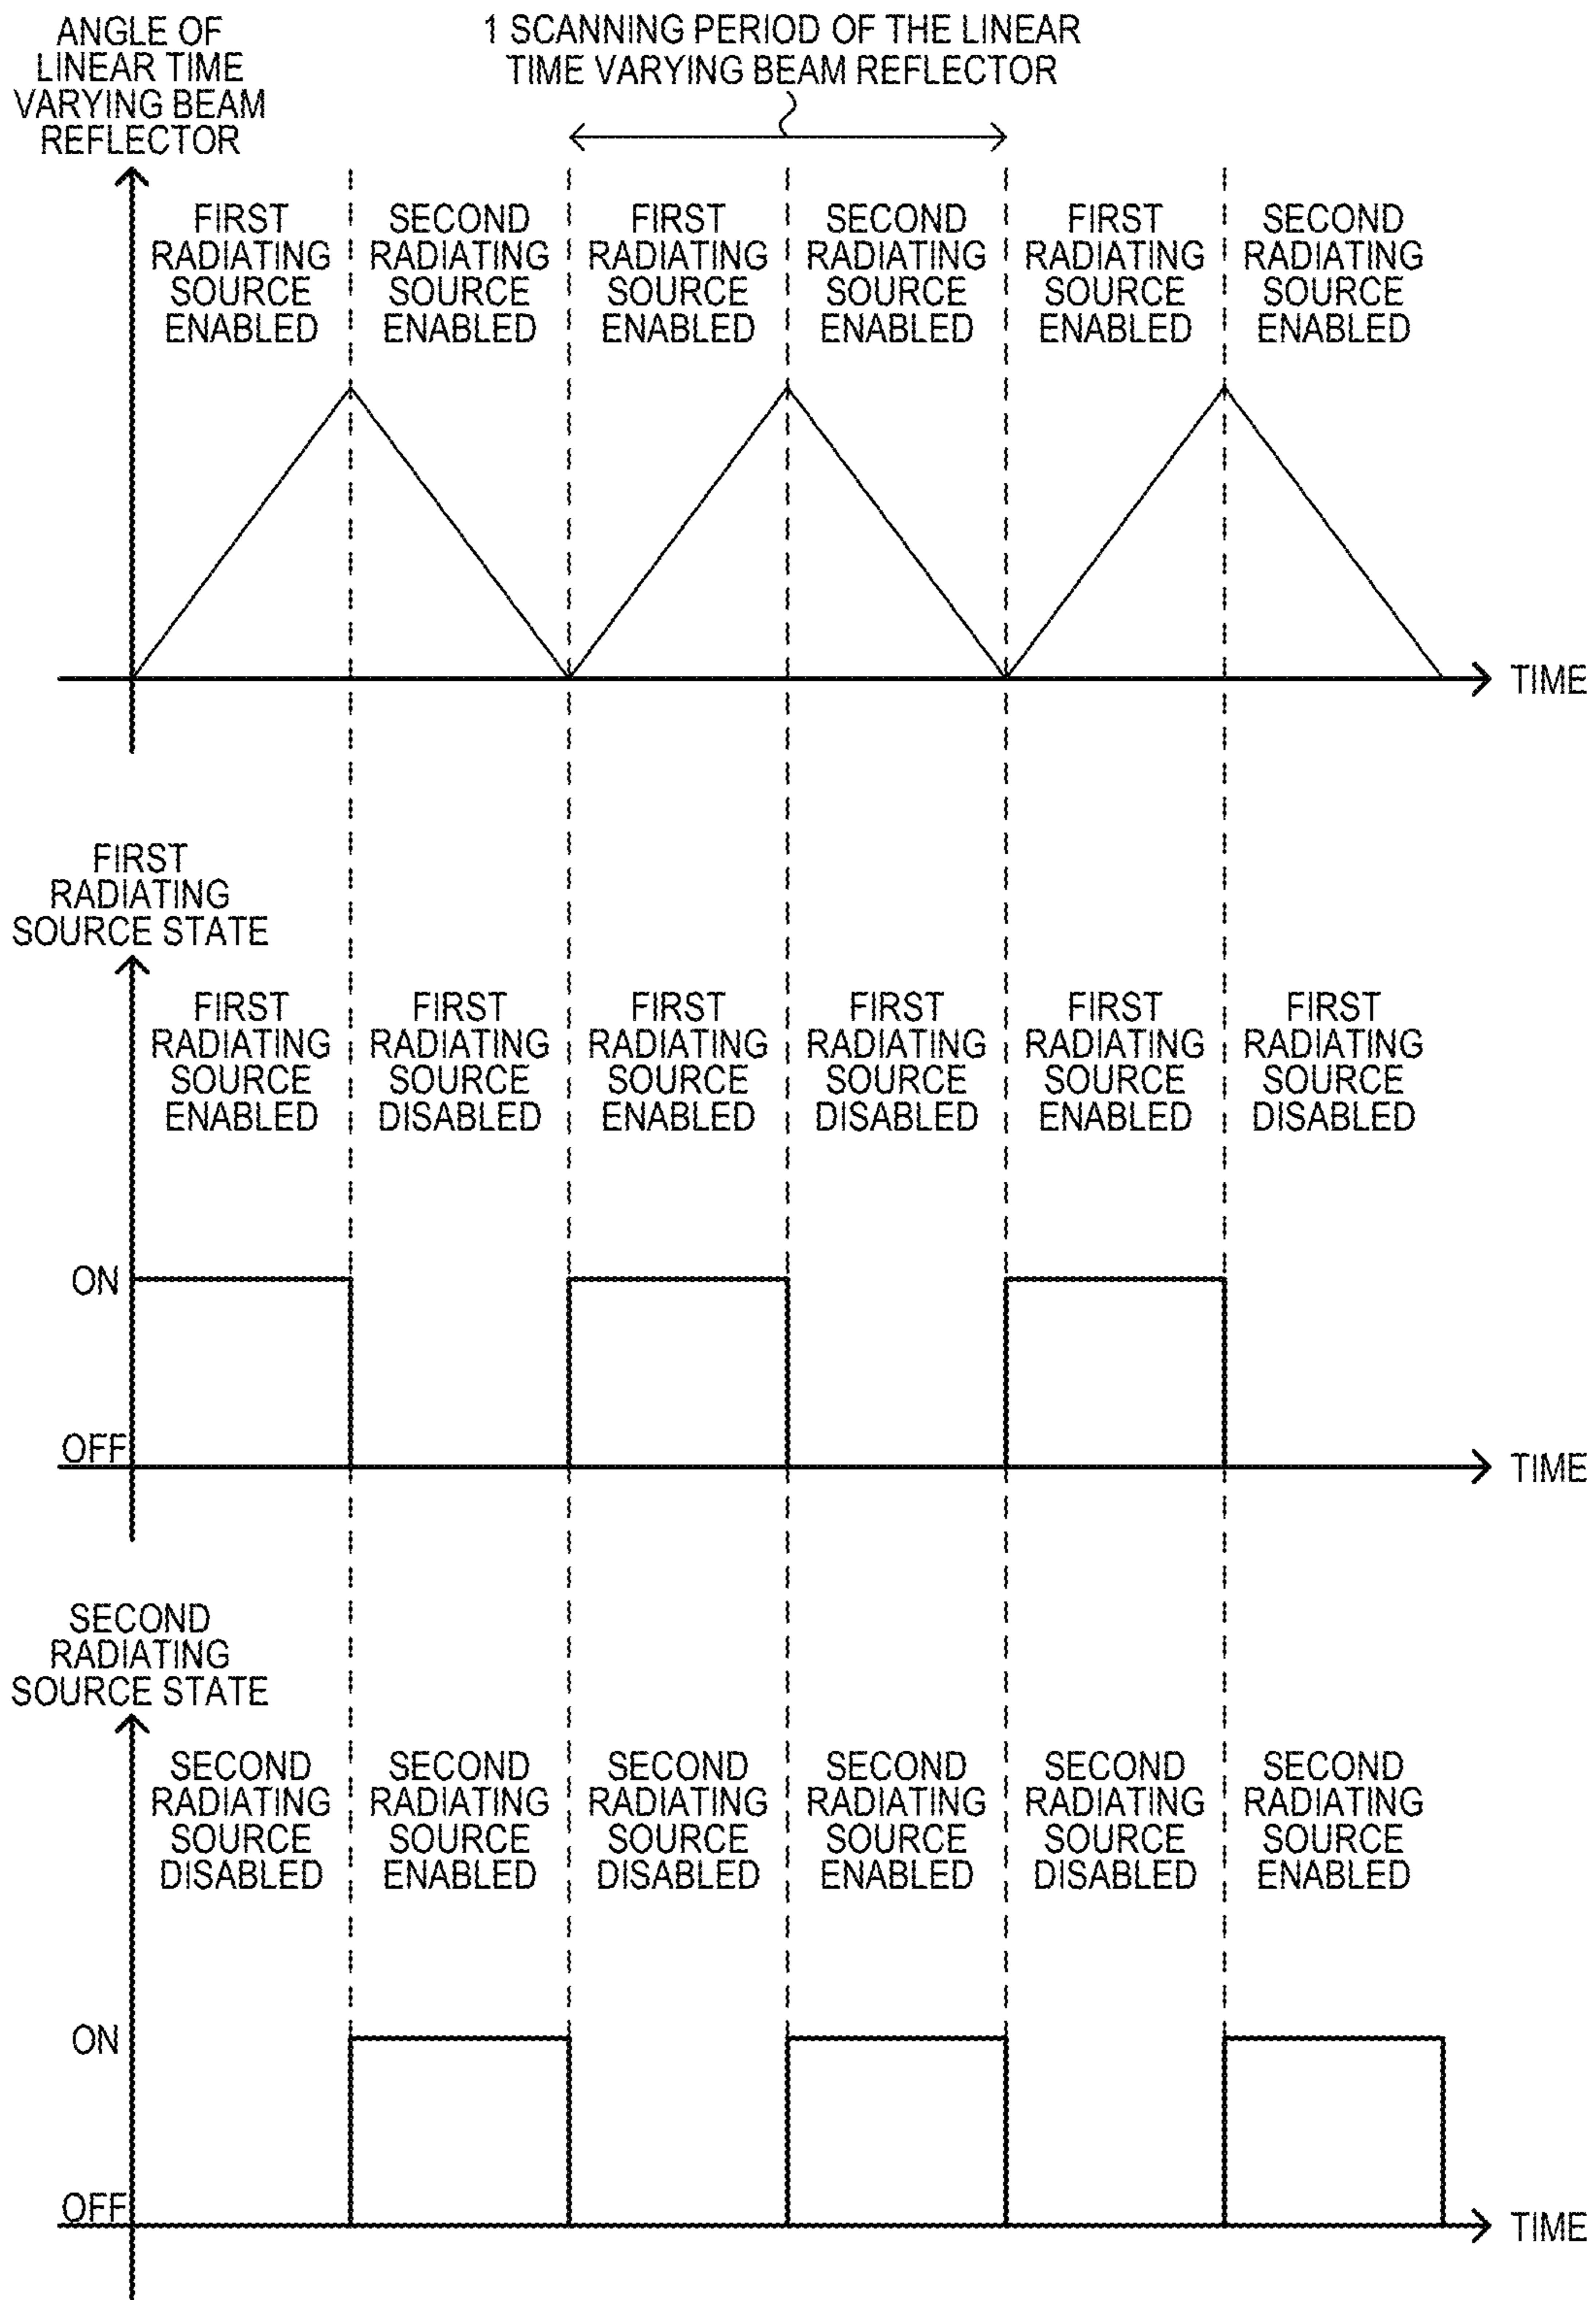 ANGLE OF
LINEAR TIME
VARYING BEAM
REFLECTOR
1 SCANNING PERIOD OF THE LINEAR
TIME VARYING BEAM REFLECTOR
FIRST
RADIATING
SOURCE
ENABLED
SECOND
RADIATING
SOURCE
ENABLED
FIRST
RADIATING
SOURCE
ENABLED
SECOND
RADIATING
SOURCE
ENABLED
FIRST
RADIATING
SOURCE
ENABLED
SECOND
RADIATING
SOURCE
ENABLED
TIME
FIRST
RADIATING
SOURCE STATE
FIRST
RADIATING
SOURCE
ENABLED
FIRST
RADIATING
SOURCE
DISABLED
FIRST
RADIATING
SOURCE
ENABLED
FIRST
RADIATING
SOURCE
DISABLED
FIRST
RADIATING
SOURCE
ENABLED
FIRST
RADIATING
SOURCE
DISABLED
ON
OFF
TIME
SECOND
RADIATING
SOURCE STATE
SECOND
RADIATING
SOURCE
DISABLED
SECOND
RADIATING
SOURCE
ENABLED
SECOND
RADIATING
SOURCE
DISABLED
SECOND
RADIATING
SOURCE
ENABLED
SECOND
RADIATING
SOURCE
DISABLED
SECOND
RADIATING
SOURCE
ENABLED
ON
OFF
TIME